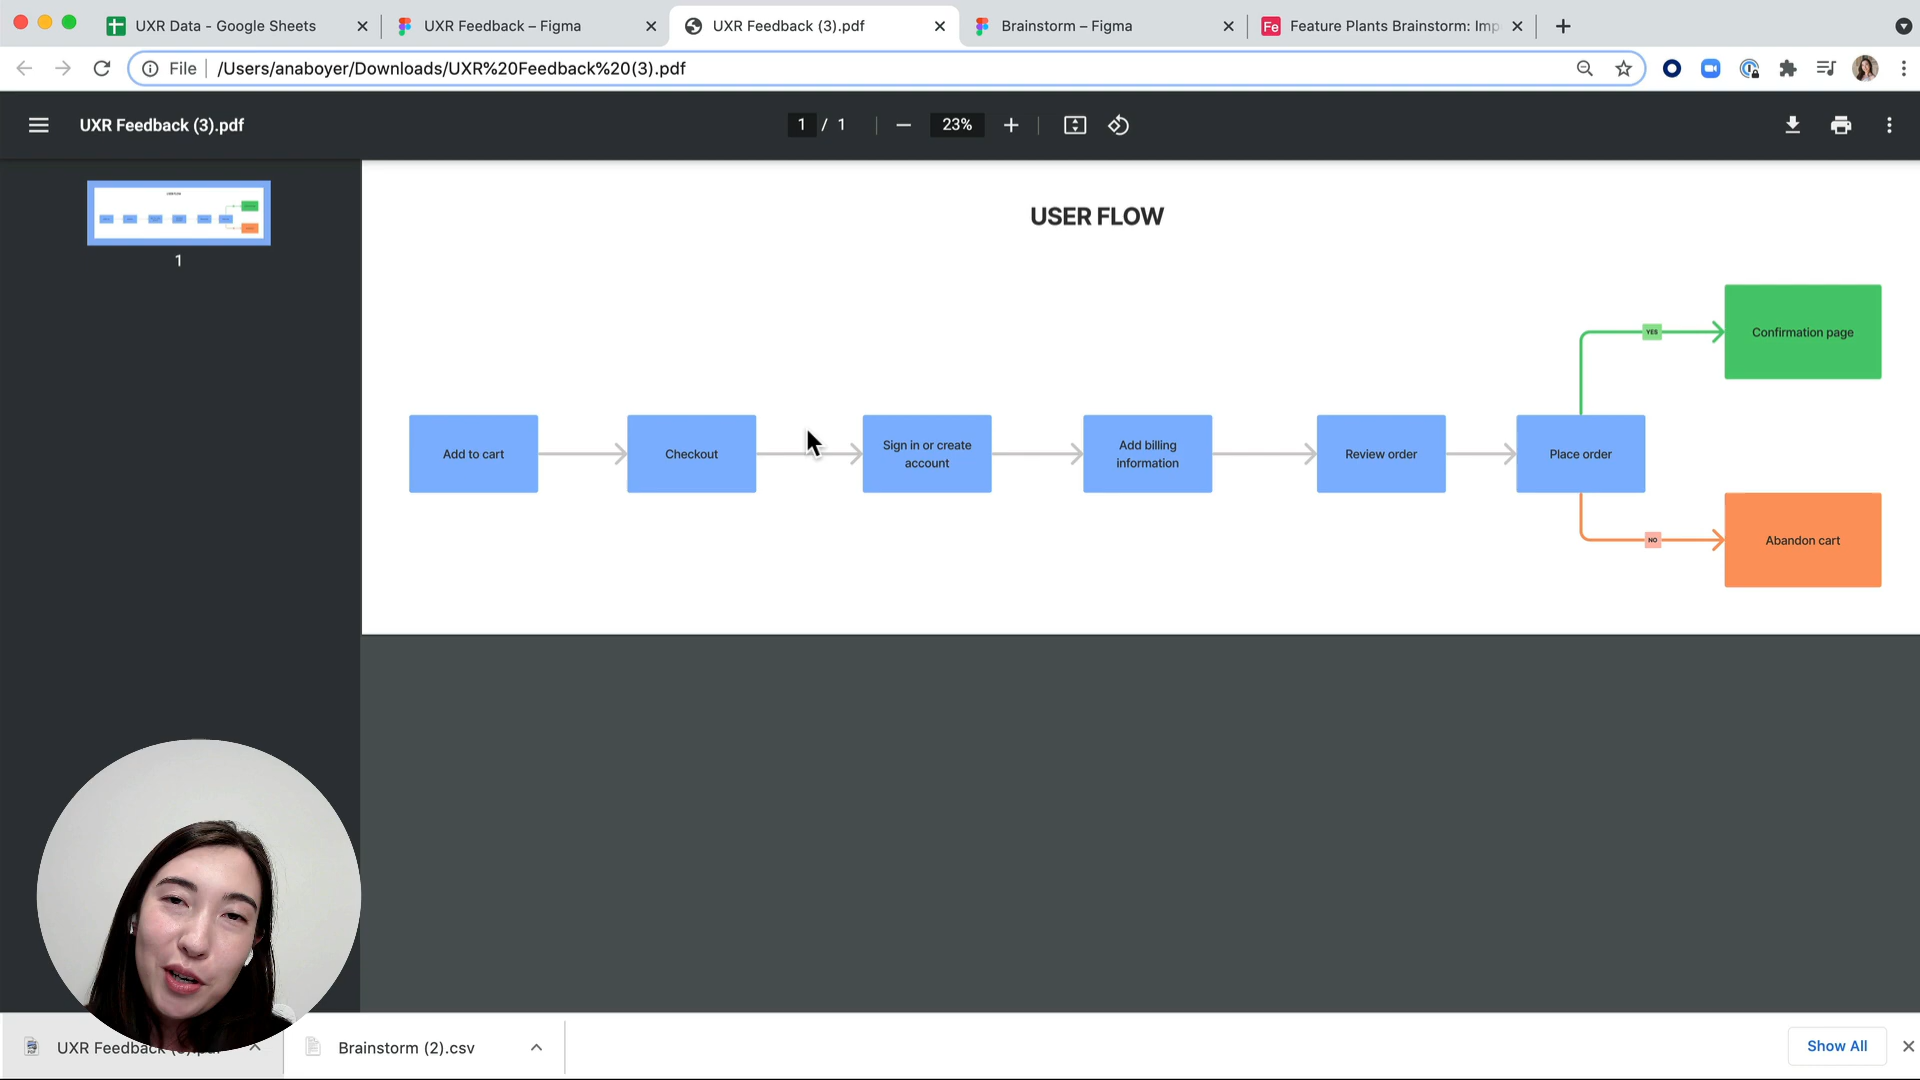 UXR Data - Google Sheets
UXR Feedback – Figma
UXR Feedback (3).pdf
Brainstorm – Figma
Feature Plants Brainstorm: Imp
File
/Users/anaboyer/Downloads/UXR%20Feedback%20(3).pdf
UXR Feedback (3).pdf
1 / 1
23%
1
USER FLOW
Add to cart
Checkout
Sign in or create
account
Add billing
information
Review order
Place order
YES
Confirmation page
NO
Abandon cart
UXR Feedback
Brainstorm (2).csv
Show All